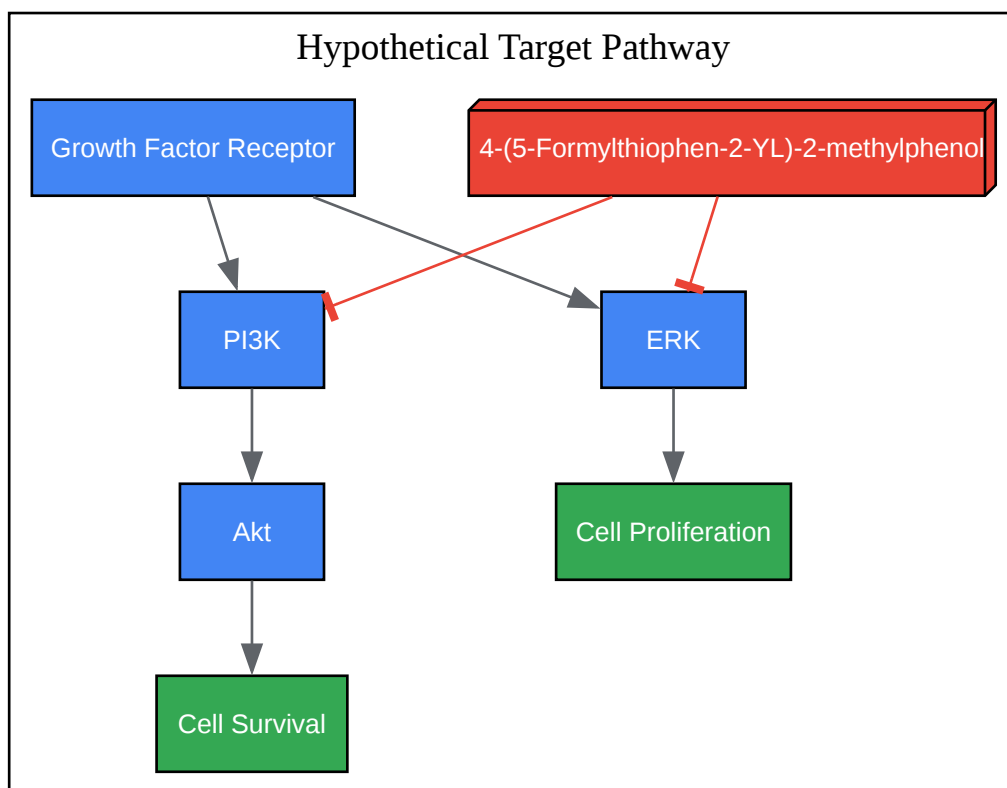 Hypothetical Target Pathway
Growth Factor Receptor
4-(5-Formylthiophen-2-YL)-2-methylphenol
PI3K
ERK
Akt
Cell Proliferation
Cell Survival